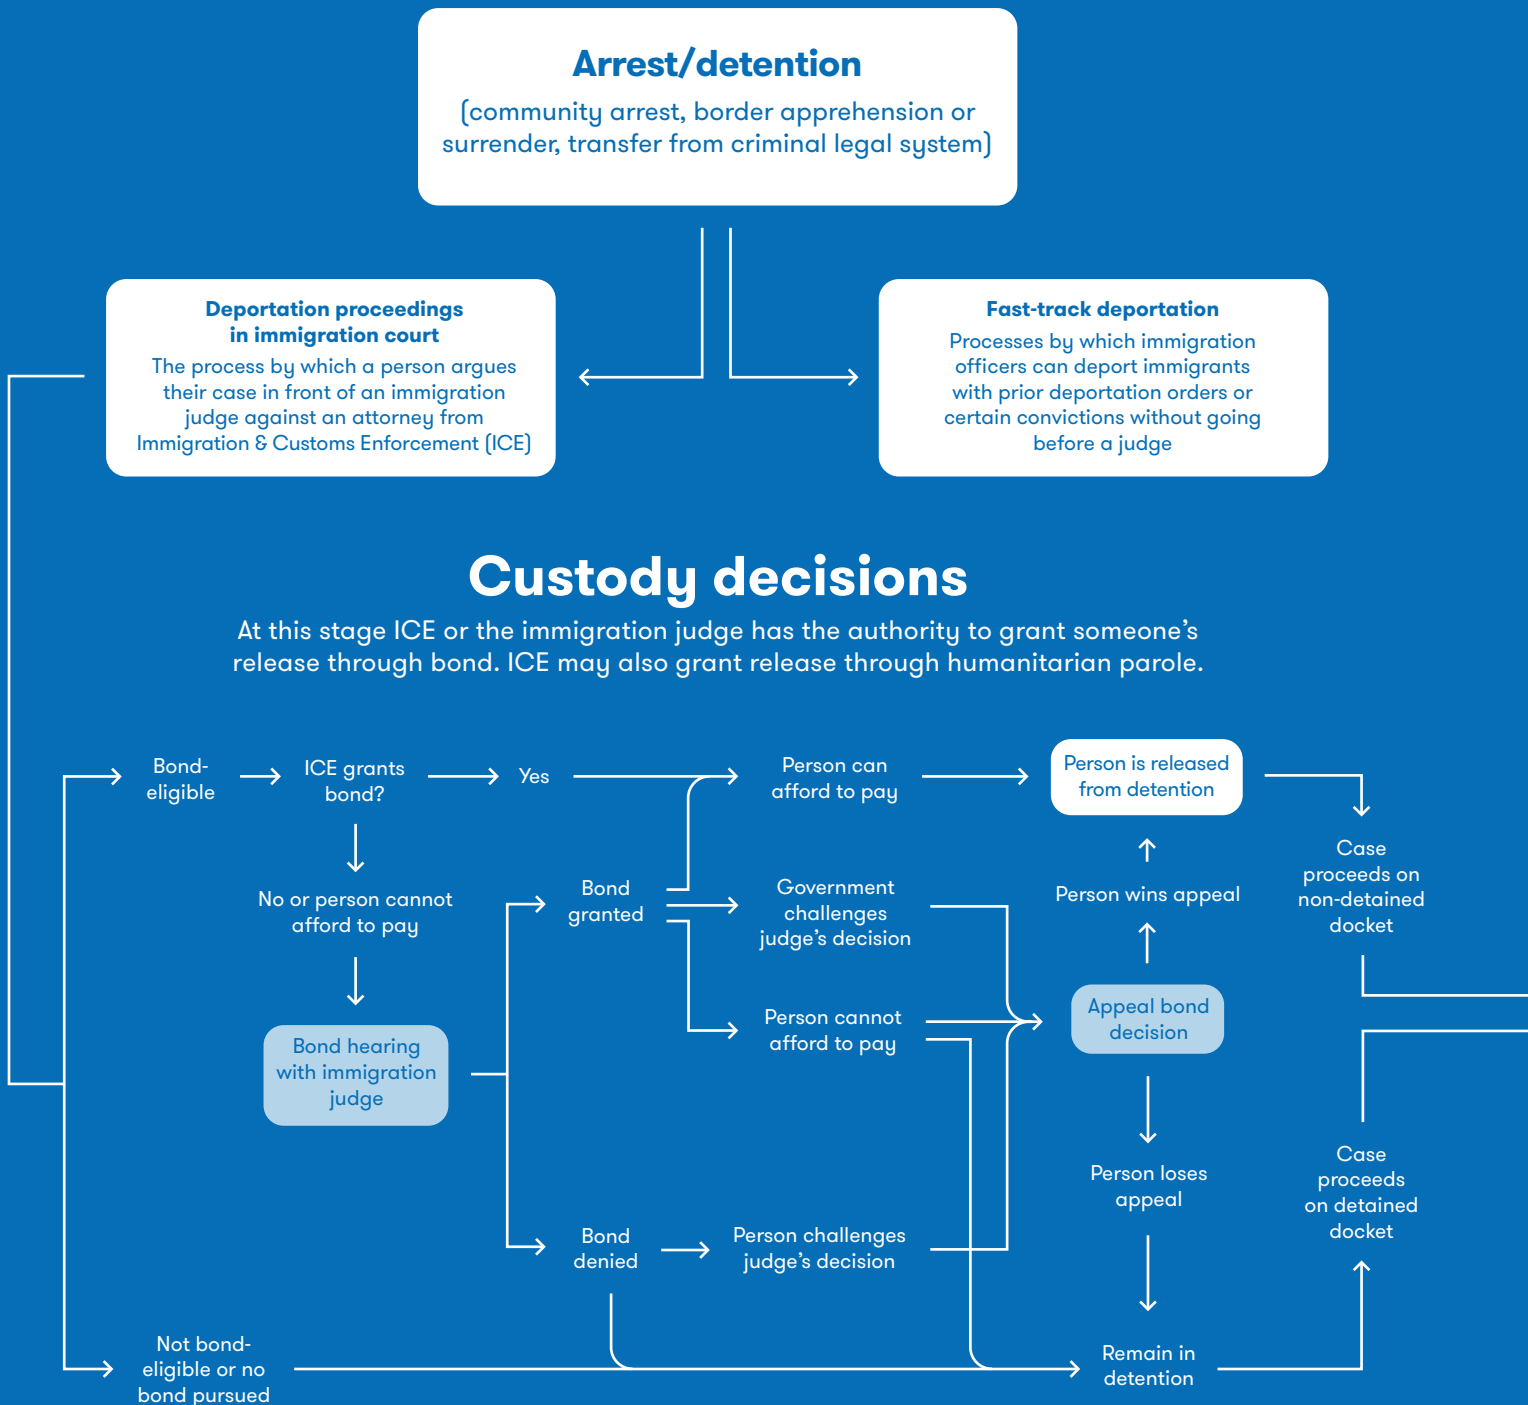 Arrest/detention
(community arrest, border apprehension or
surrender, transfer from criminal legal system)
Deportation proceedings
in immigration court
The process by which a person argues
their case in front of an immigration
judge against an attorney from
Immigration & Customs Enforcement (ICE)
Fast-track deportation
Processes by which immigration
officers can deport immigrants
with prior deportation orders or
certain convictions without going
before a judge
Custody decisions
At this stage ICE or the immigration judge has the authority to grant someone’s
release through bond. ICE may also grant release through humanitarian parole.
Bond-
eligible
ICE grants
bond?
Yes
Person can
afford to pay
Person is released
from detention
Case
proceeds on
non-detained
docket
No or person cannot
afford to pay
Bond
granted
Government
challenges
judge’s decision
Person wins appeal
Bond hearing
with immigration
judge
Person cannot
afford to pay
Appeal bond
decision
Person loses
appeal
Case
proceeds
on detained
docket
Bond
denied
Person challenges
judge’s decision
Not bond-
eligible or no
bond pursued
Remain in
detention